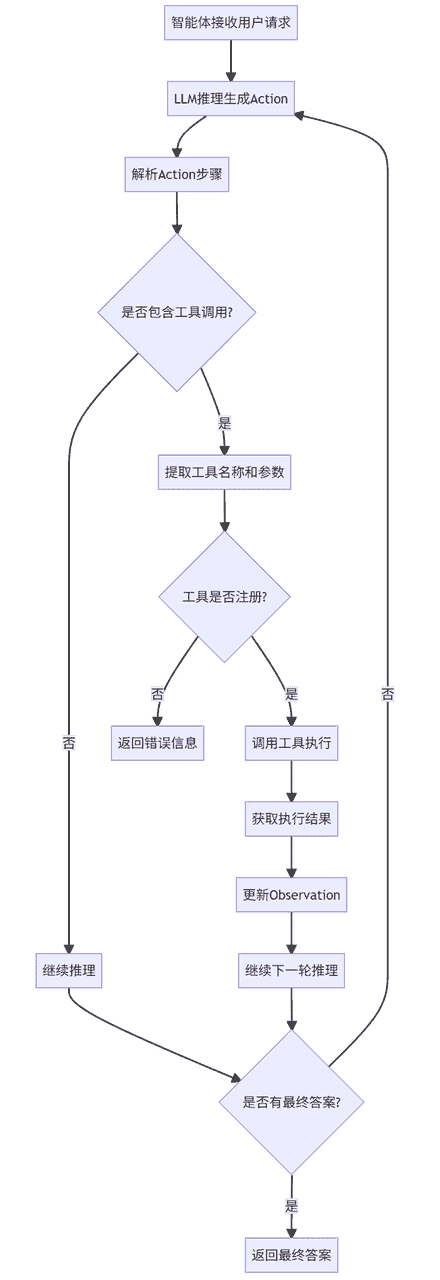 智能体接收用户请求
LLM推理生成Action
解析Action步骤
是否包含工具调用?
是
提取工具名称和参数
工具是否注册?
否
是
否
否
返回错误信息
调用工具执行
获取执行结果
更新Observation
继续推理
继续下一轮推理
是否有最终答案?
是
返回最终答案